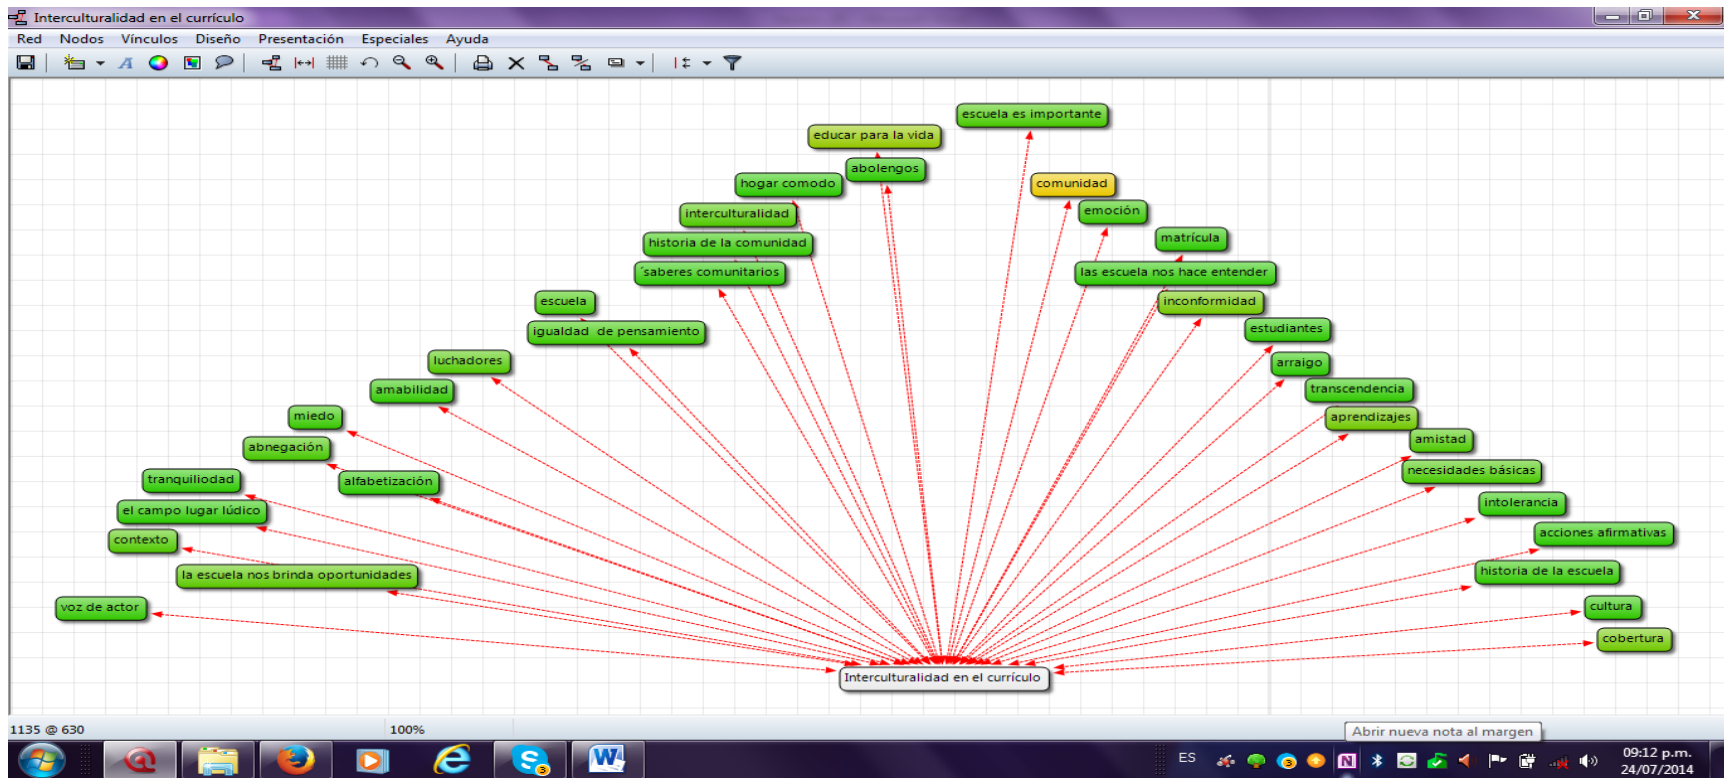 Interculturalidad en el currículo
Red Nodos Vínculos Diseño Presentación Especiales Ayuda
escuela es importante
educar para la vida
abolengos
hogar comodo
comunidad
interculturalidad
emoción
historia de la comunidad
matrícula
´saberes comunitarios
las escuela nos hace entender
escuela
inconformidad
igualdad de pensamiento
estudiantes
luchadores
arraigo
amabilidad
transcendencia
miedo
aprendizajes
abnegación
amistad
tranquiliodad
alfabetización
necesidades básicas
el campo lugar lúdico
intolerancia
contexto
acciones afirmativas
la escuela nos brinda oportunidades
historia de la escuela
voz de actor
cultura
cobertura
Interculturalidad en el currículo
1135 @ 630 100%
Abrir nueva nota al margen
ES
09:12 p.m.
24/07/2014